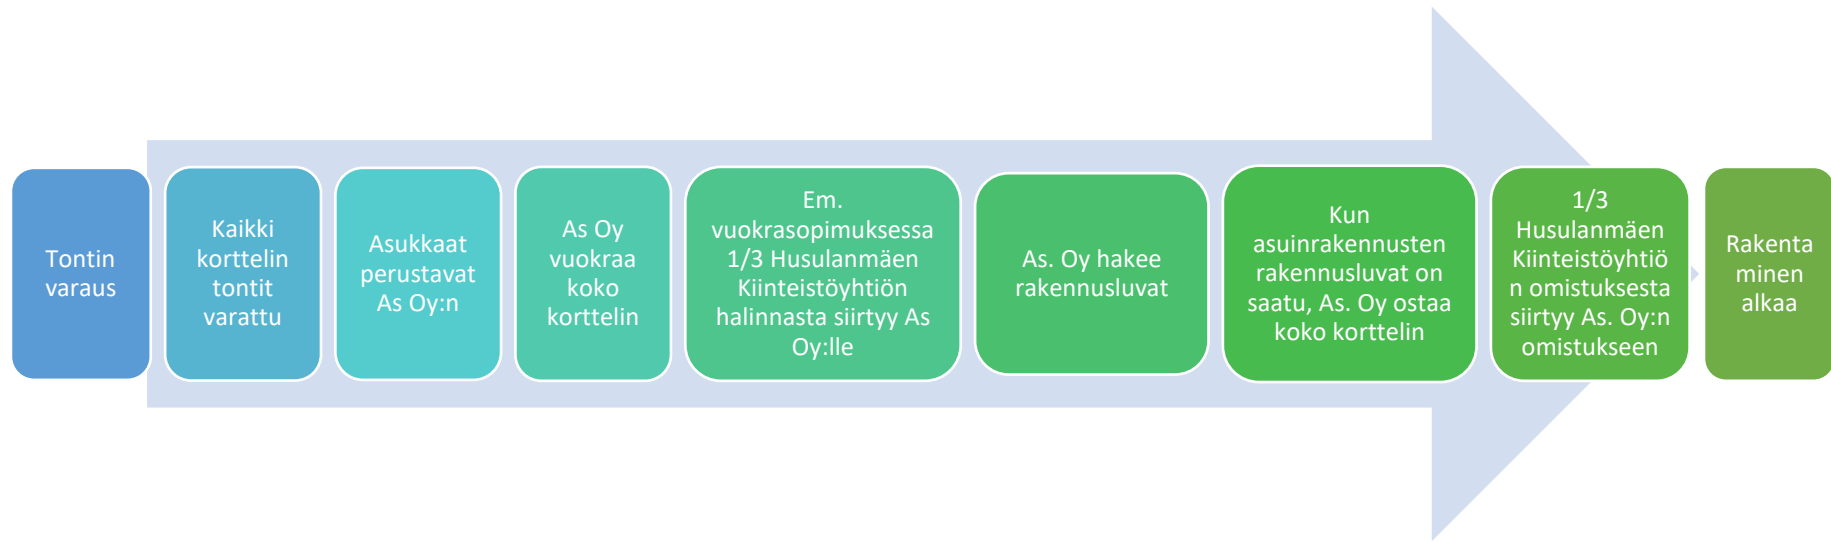 Tontin
varaus
Kaikki
korttelin
tontit
varattu
Asukkaat
perustavat
As Oy:n
As Oy
vuokraa
koko
korttelin
Em.
vuokrasopimuksessa
1/3 Husulanmäen
Kiinteistöyhtiön
halinnasta siirtyy As
Oy:lle
As. Oy hakee
rakennusluvat
Kun
asuinrakennusten
rakennusluvat on
saatu, As. Oy ostaa
koko korttelin
1/3
Husulanmäen
Kiinteistöyhtiö
n omistuksesta
siirtyy As. Oy:n
omistukseen
Rakenta
minen
alkaa